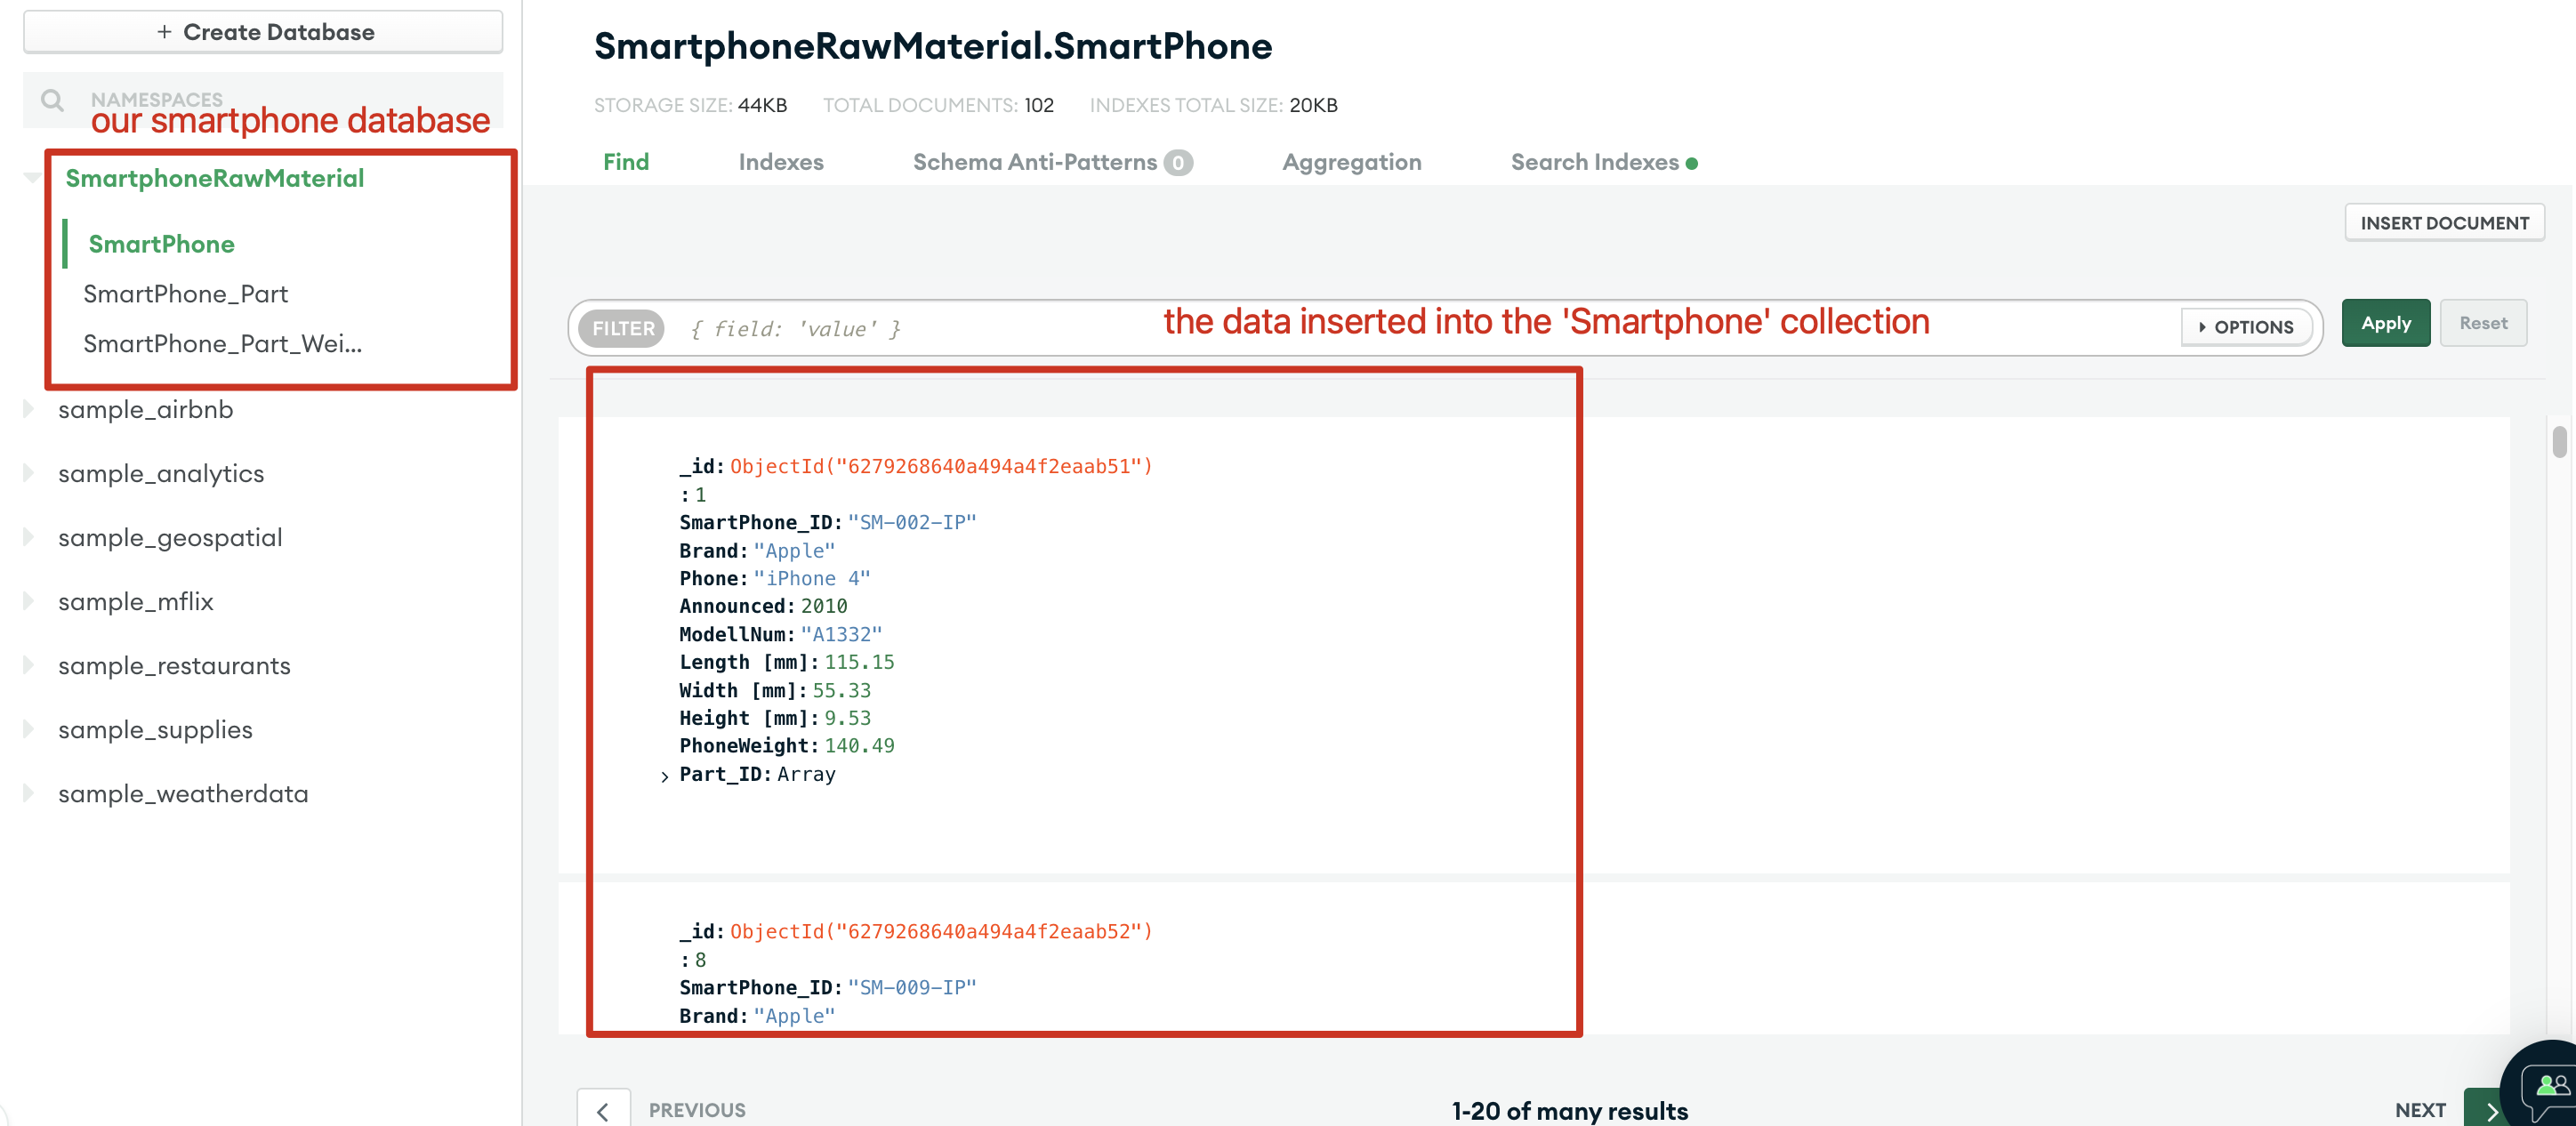 + Create Database
NAMESPACES
our smartphone database
SmartphoneRawMaterial
SmartPhone
SmartPhone_Part
SmartPhone_Part_Wei...
sample_airbnb
sample_analytics
sample_geospatial
sample_mflix
sample_restaurants
sample_supplies
sample_weatherdata
SmartphoneRawMaterial.SmartPhone
STORAGE SIZE: 44KB TOTAL DOCUMENTS: 102 INDEXES TOTAL SIZE: 20KB
Find Indexes Schema Anti-Patterns 0 Aggregation Search Indexes
INSERT DOCUMENT
FILTER { field: 'value' } the data inserted into the 'Smartphone' collection OPTIONS Apply Reset
_id: ObjectId("6279268640a494a4f2eaab51")
: 1
SmartPhone_ID: "SM-002-IP"
Brand: "Apple"
Phone: "iPhone 4"
Announced: 2010
ModellNum: "A1332"
Length [mm]: 115.15
Width [mm]: 55.33
Height [mm]: 9.53
PhoneWeight: 140.49
Part_ID: Array
_id: ObjectId("6279268640a494a4f2eaab52")
: 8
SmartPhone_ID: "SM-009-IP"
Brand: "Apple"
PREVIOUS 1-20 of many results NEXT